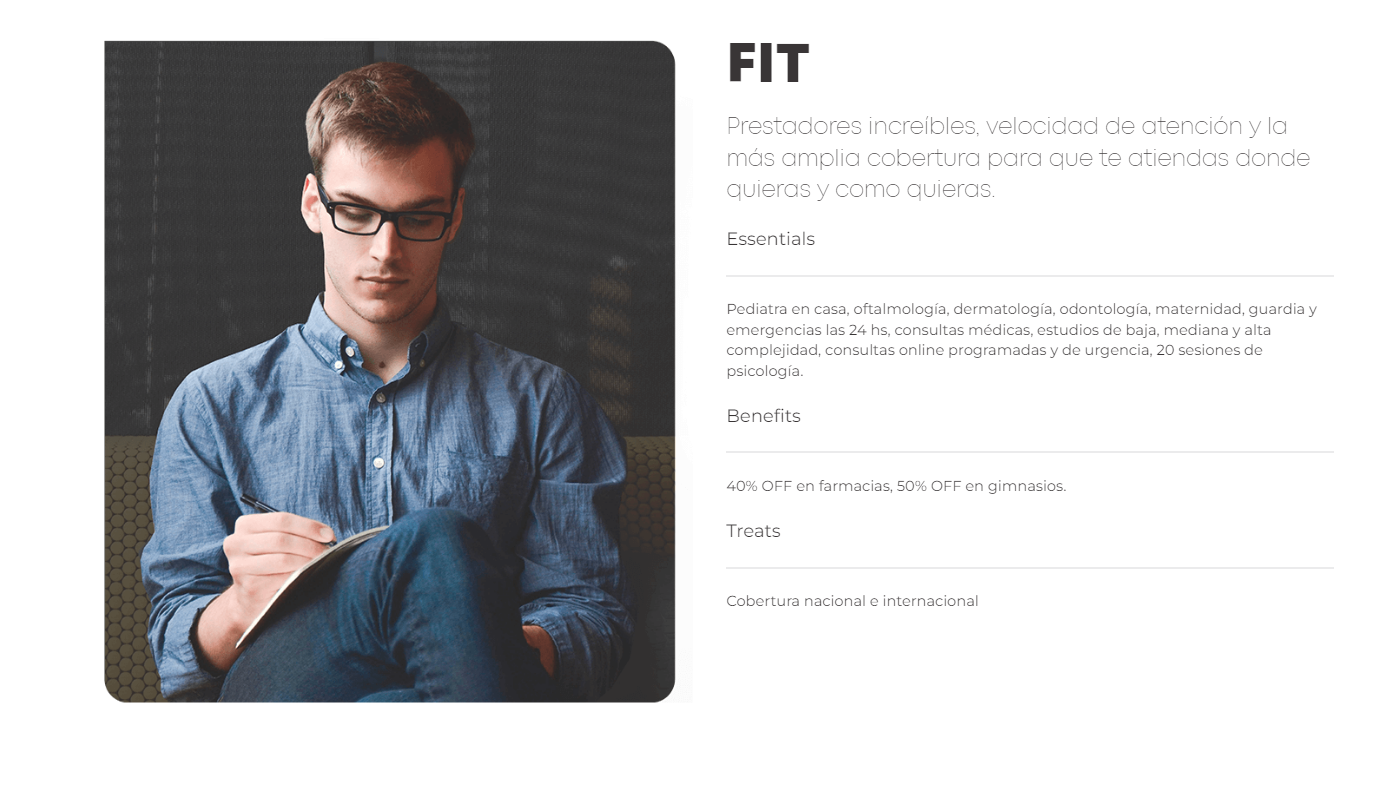 FIT
Prestadores increíbles, velocidad de atención y la
más amplia cobertura para que te atiendas donde
quieras y como quieras.
Essentials
Pediatra en casa, oftalmología, dermatología, odontología, maternidad, guardia y
emergencias las 24 hs, consultas médicas, estudios de baja, mediana y alta
complejidad, consultas online programadas y de urgencia, 20 sesiones de
psicología.
Benefits
40% OFF en farmacias, 50% OFF en gimnasios.
Treats
Cobertura nacional e internacional